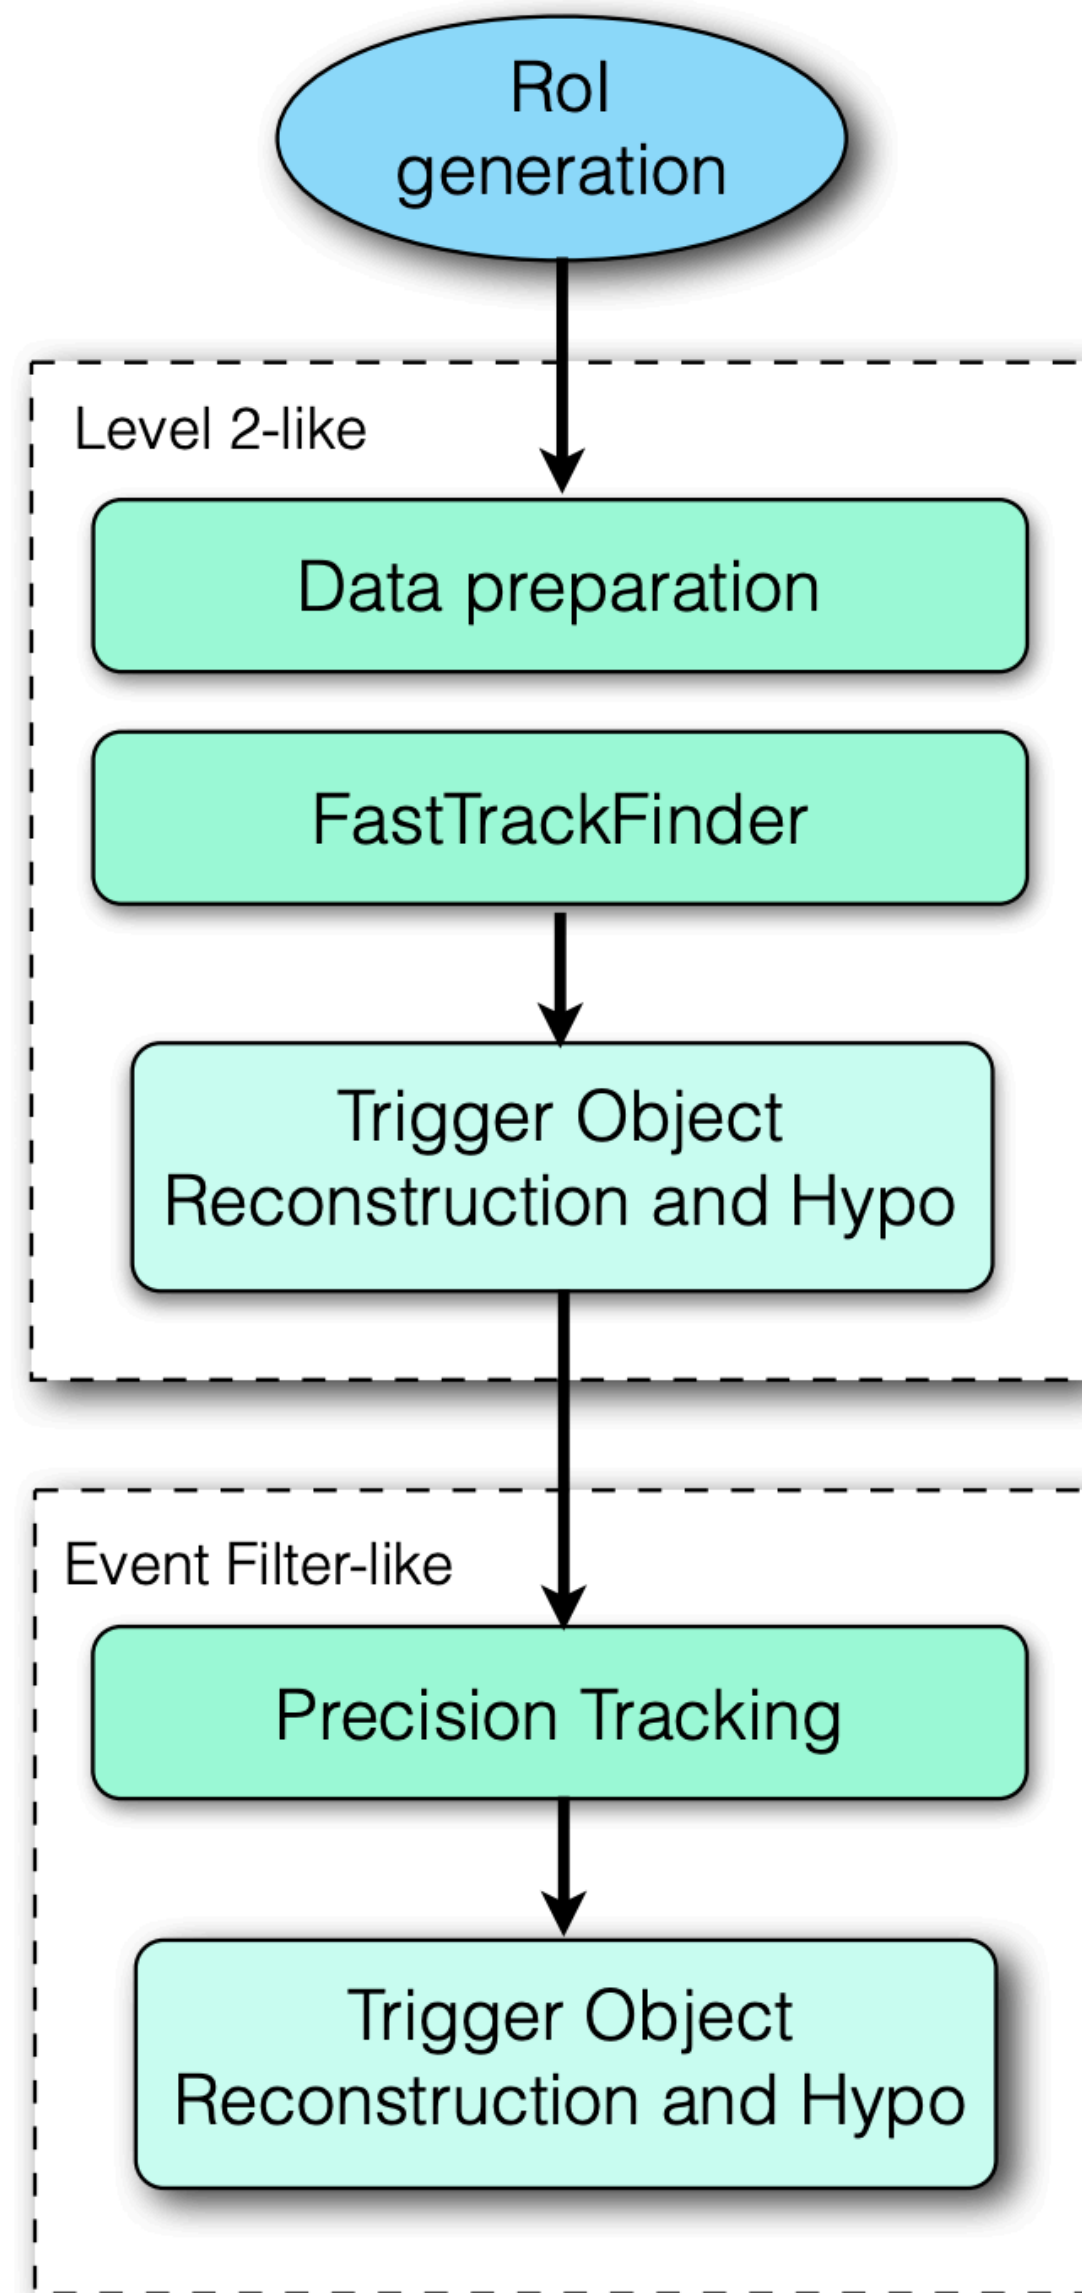 RoI
generation
Level 2-like
Data preparation
FastTrackFinder
Trigger Object
Reconstruction and Hypo
Event Filter-like
Precision Tracking
Trigger Object
Reconstruction and Hypo